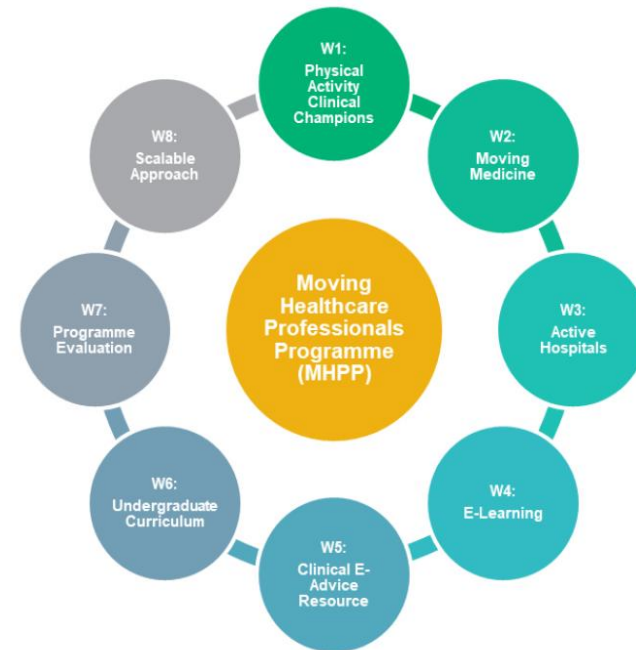 W1:
Physical
Activity
Clinical
Champions
W2:
Moving
Medicine
W3:
Active
Hospitals
W4:
E-Learning
W5:
Clinical E-
Advice
Resource
W6:
Undergraduate
Curriculum
W7:
Programme
Evaluation
W8:
Scalable
Approach
Moving
Healthcare
Professionals
Programme
(MHPP)